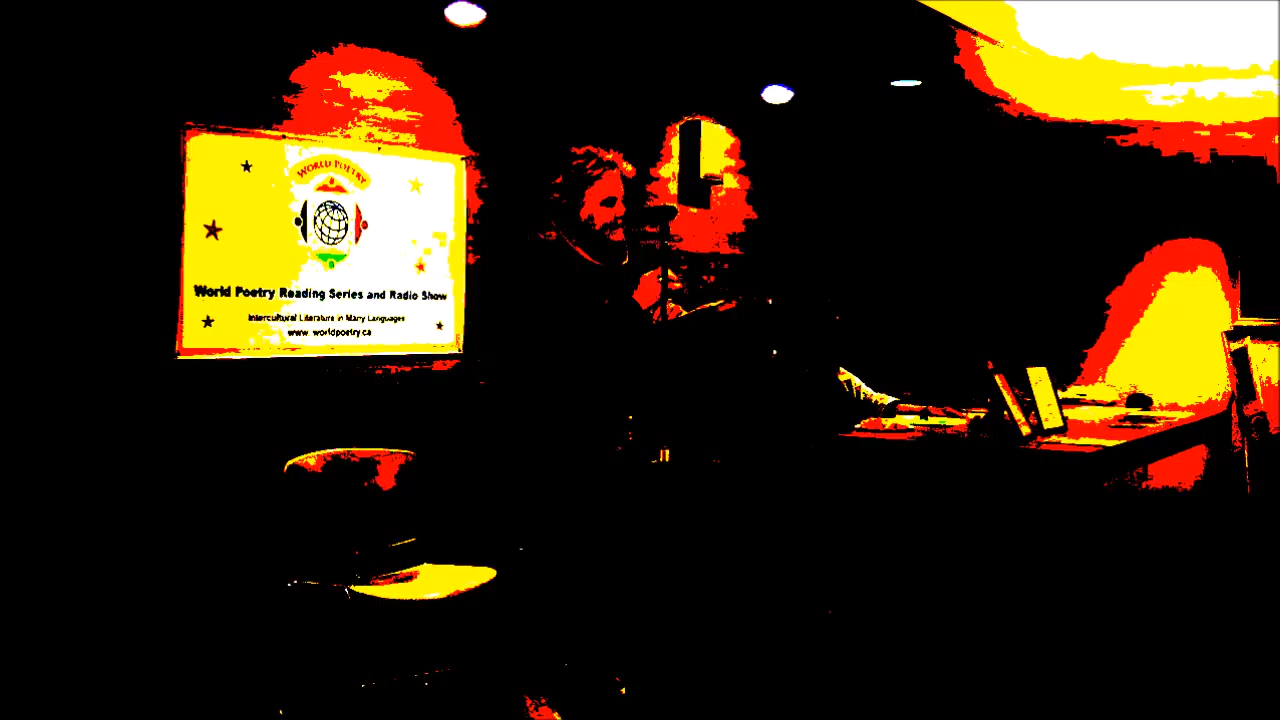 WORLD POETRY
World Poetry Reading Series and Radio Show
Intercultural Literature in Many Languages
www. worldpoetry.ca